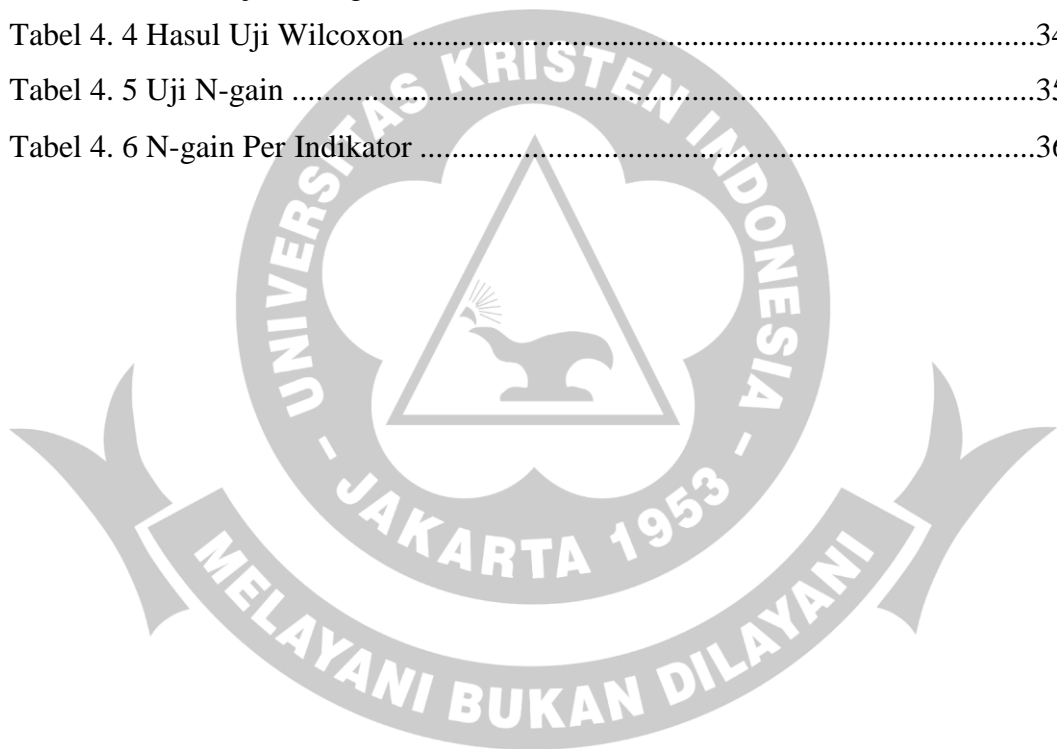 Tabel 4. 4 Hasul Uji Wilcoxon ..........................................................................34
Tabel 4. 5 Uji N-gain ..........................................................................................35
Tabel 4. 6 N-gain Per Indikator ..........................................................................36
UNIVERSITAS KRISTEN INDONESIA
- JAKARTA 1953 -
MELAYANI BUKAN DILAYANI